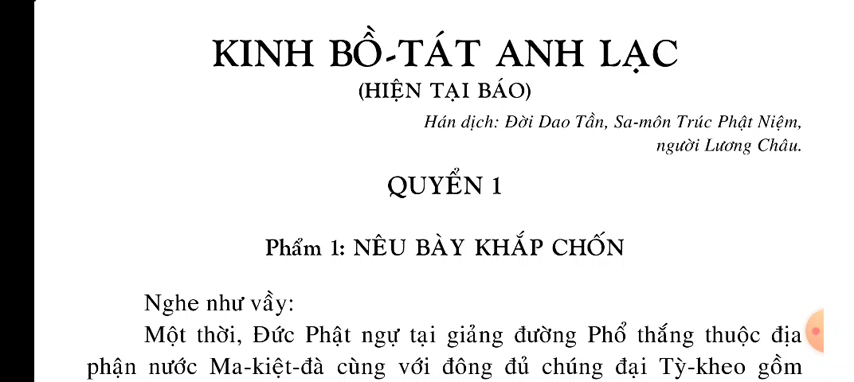 KINH BỒ-TÁT ANH LẠC
(HIỆN TẠI BÁO)
Hán dịch: Đời Dao Tần, Sa-môn Trúc Phật Niệm,
người Lương Châu.
QUYỂN 1
Phẩm 1: NÊU BÀY KHẮP CHỐN
Nghe như vầy:
Một thời, Đức Phật ngự tại giảng đường Phổ thắng thuộc địa
phận nước Ma-kiệt-đà cùng với đông đủ chúng đại Tỳ-kheo gồm